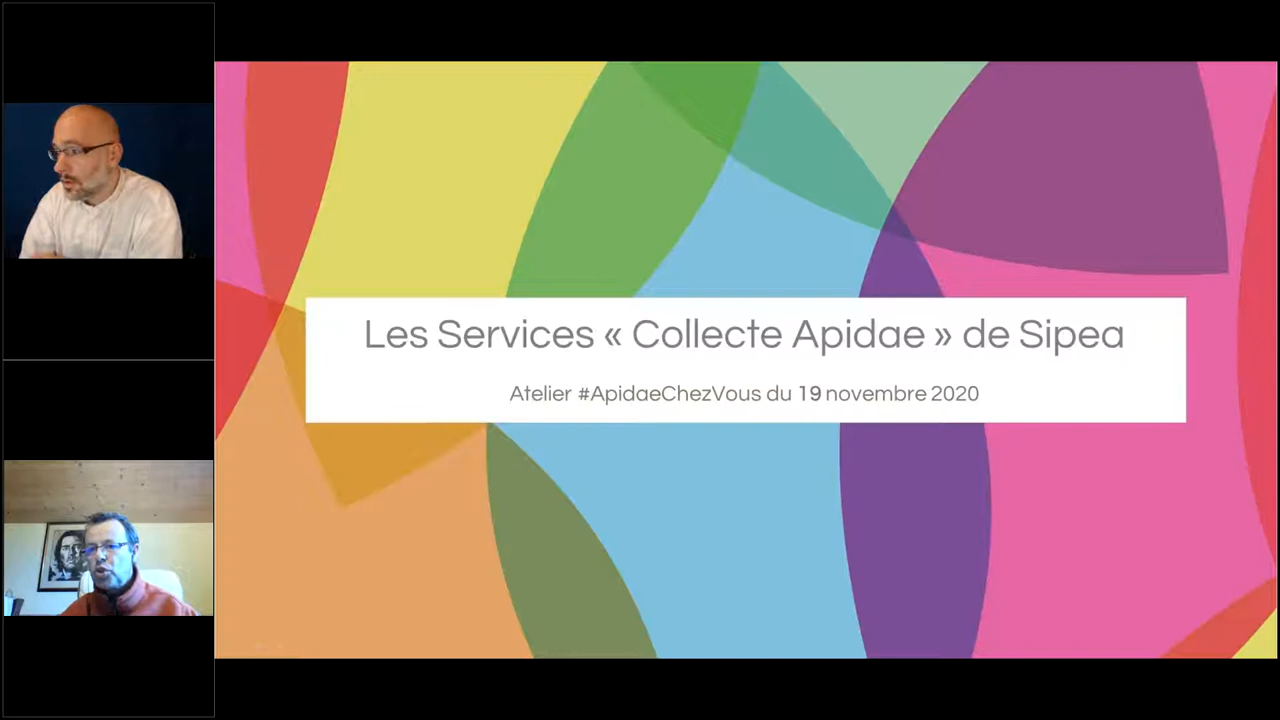 Les Services « Collecte Apidae » de Sipea
Atelier #ApidaeChezVous du 19 novembre 2020